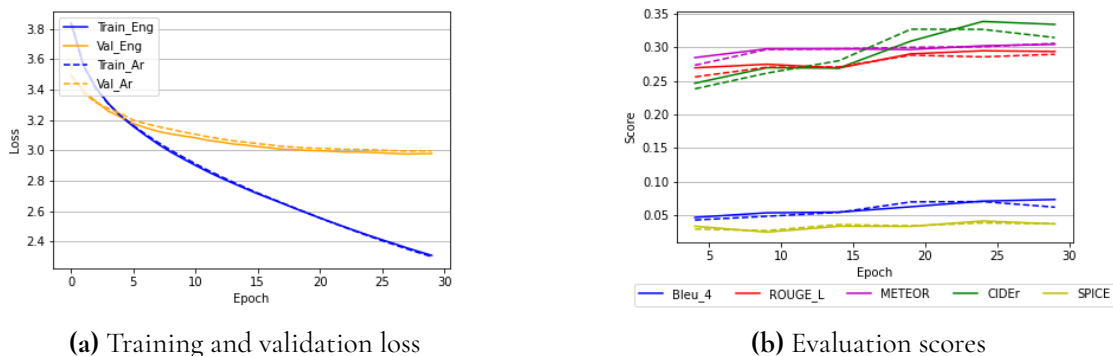 3.8
3.6
3.4
3.2
3.0
2.8
2.6
2.4
Loss
Train_Eng
Val_Eng
Train_Ar
Val_Ar
0 5 10 15 20 25 30
Epoch
(a) Training and validation loss
0.35
0.30
0.25
0.20
0.15
0.10
0.05
Score
5 10 15 20 25 30
Epoch
Bleu_4 ROUGE_L METEOR CIDEr SPICE
(b) Evaluation scores